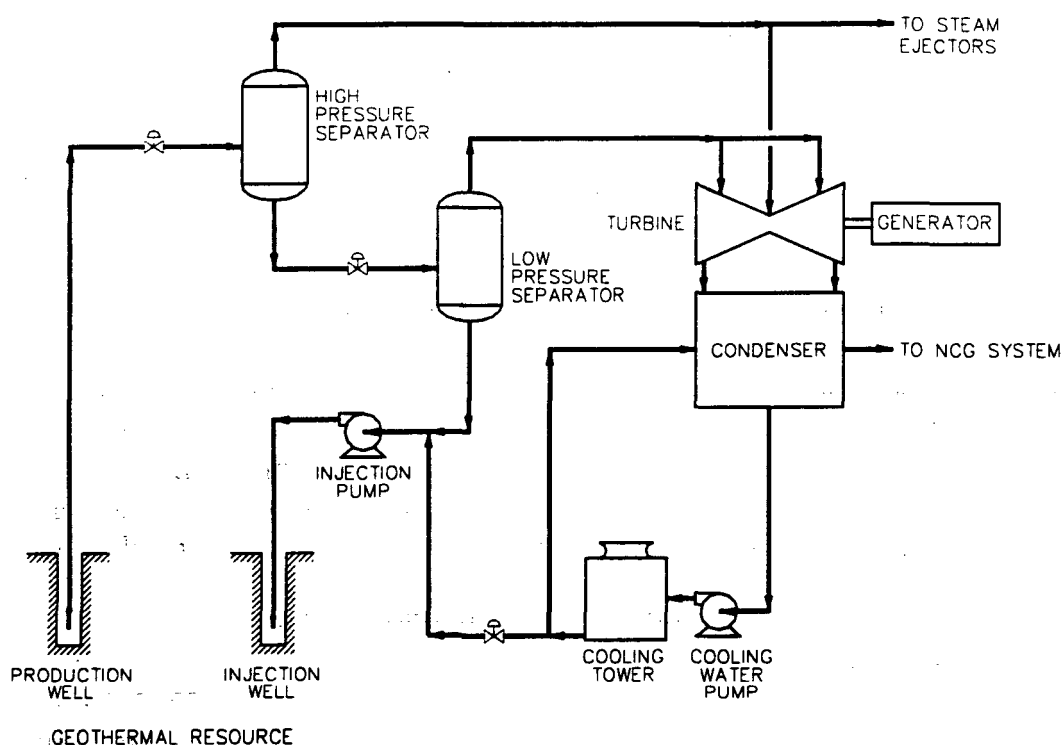 TO STEAM
EJECTORS
HIGH
PRESSURE
SEPARATOR
TURBINE
GENERATOR
LOW
PRESSURE
SEPARATOR
CONDENSER
TO NCG SYSTEM
INJECTION
PUMP
PRODUCTION
WELL
INJECTION
WELL
COOLING
TOWER
COOLING
WATER
PUMP
GEOTHERMAL RESOURCE